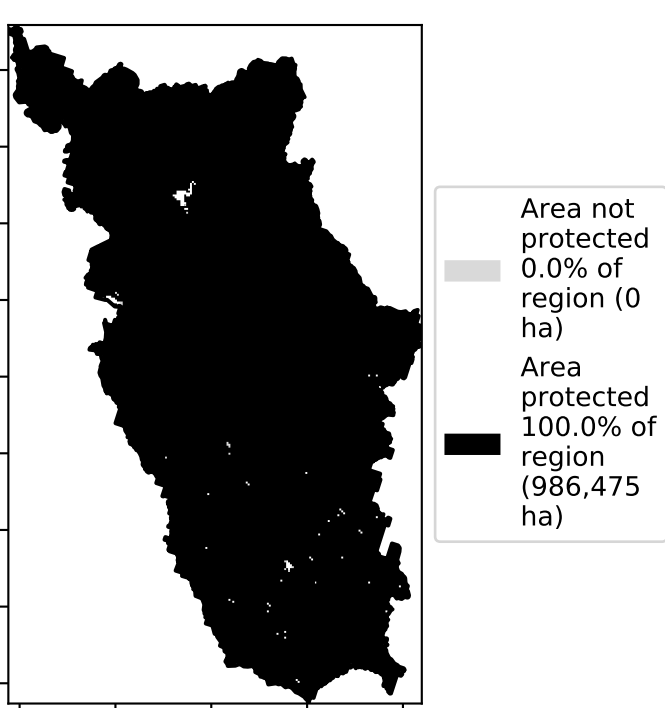 Area not
protected
0.0% of
region (0
ha)
Area
protected
100.0% of
region
(986,475
ha)